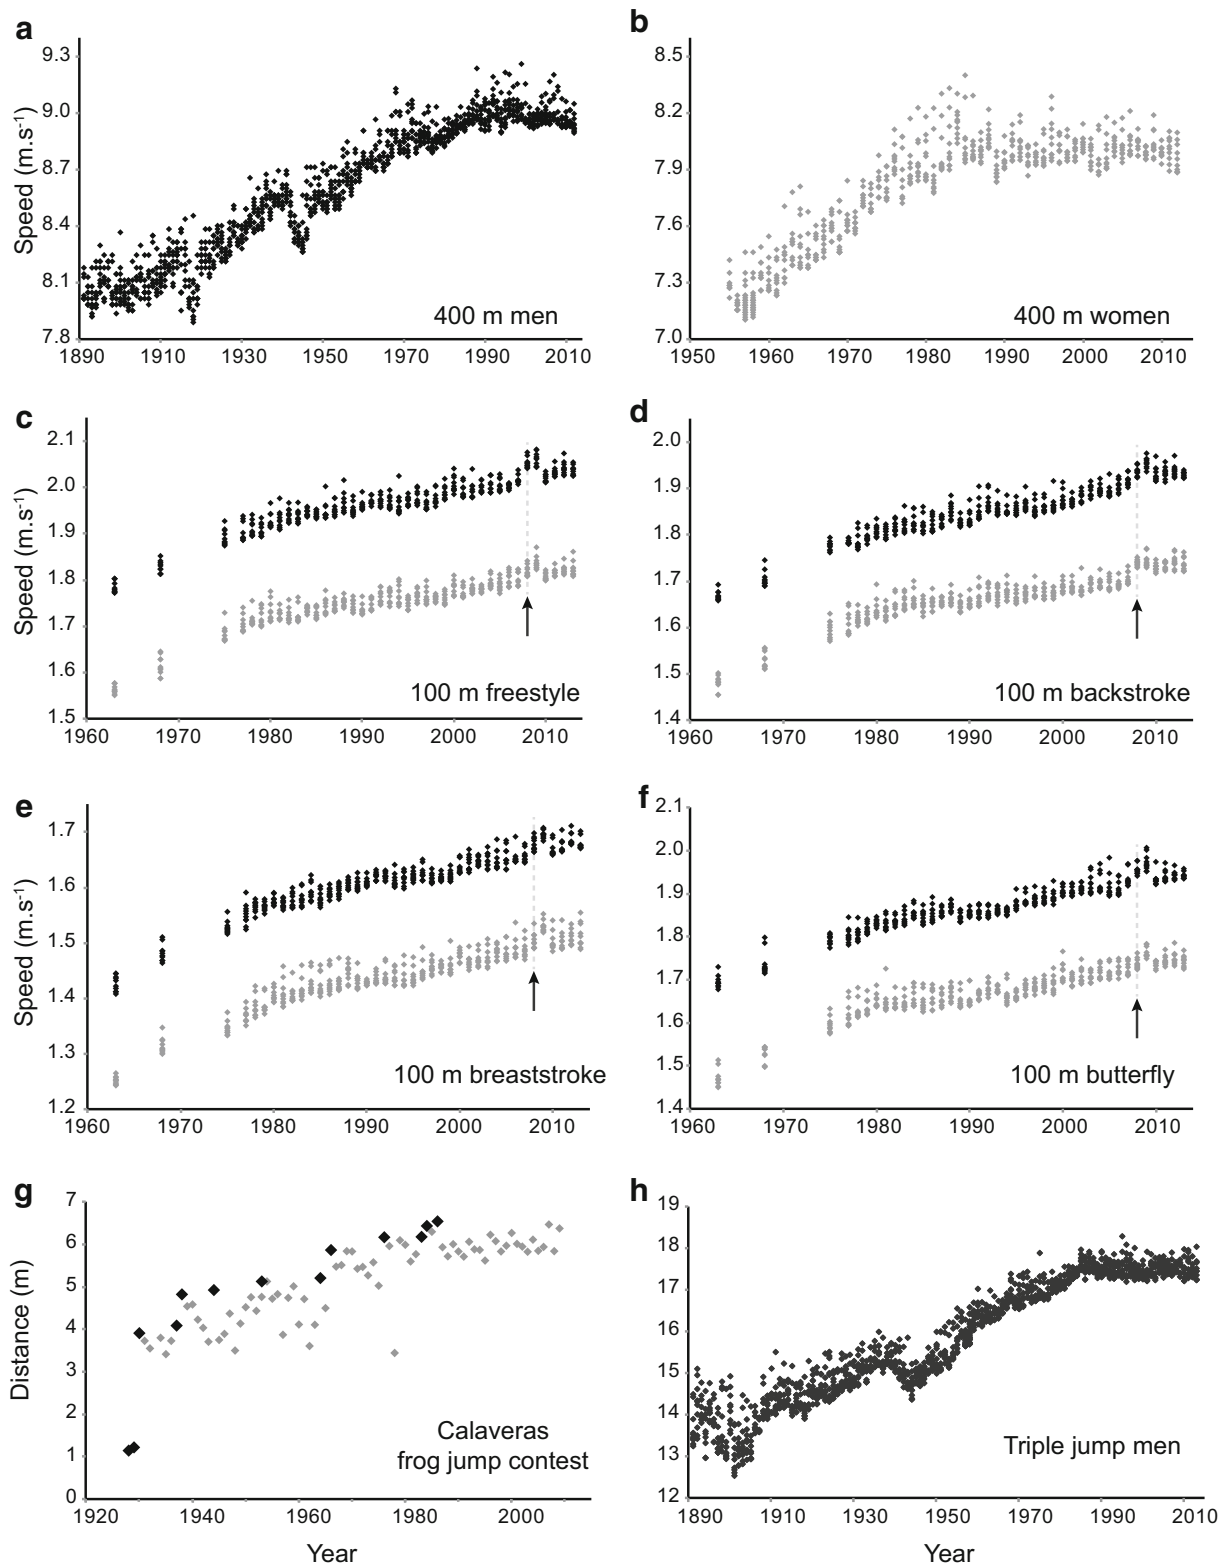 a
9.3
9.0
8.7
8.4
8.1
7.8
Speed (m.s⁻¹)
400 m men
1890 1910 1930 1950 1970 1990 2010
b
8.5
8.2
7.9
7.6
7.3
7.0
400 m women
1950 1960 1970 1980 1990 2000 2010
c
2.1
2.0
1.9
1.8
1.7
1.6
1.5
Speed (m.s⁻¹)
100 m freestyle
1960 1970 1980 1990 2000 2010
d
2.0
1.9
1.8
1.7
1.6
1.5
1.4
100 m backstroke
1960 1970 1980 1990 2000 2010
e
1.7
1.6
1.5
1.4
1.3
1.2
Speed (m.s⁻¹)
100 m breaststroke
1960 1970 1980 1990 2000 2010
f
2.1
2.0
1.9
1.8
1.7
1.6
1.5
1.4
100 m butterfly
1960 1970 1980 1990 2000 2010
g
7
6
5
4
3
2
1
0
Distance (m)
Calaveras
frog jump contest
1920 1940 1960 1980 2000
Year
h
19
18
17
16
15
14
13
12
Triple jump men
1890 1910 1930 1950 1970 1990 2010
Year